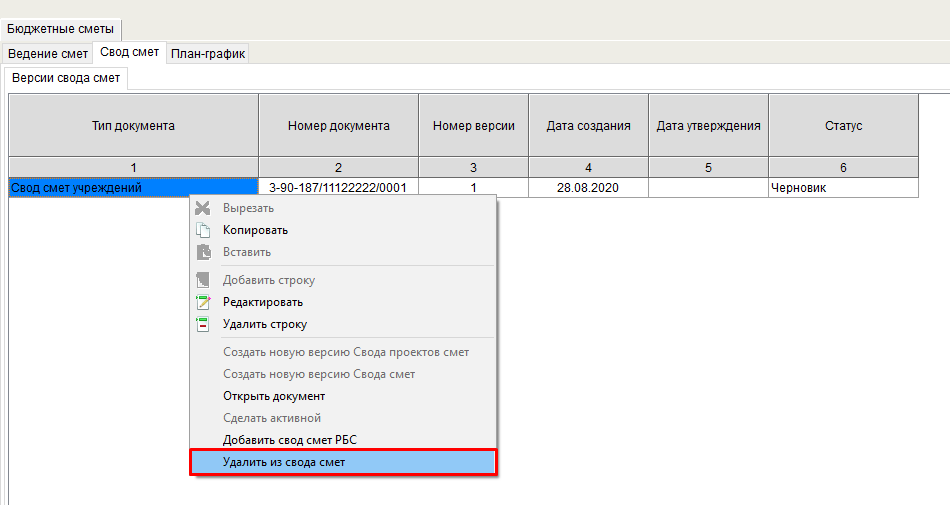 Бюджетные сметы
Ведение смет Свод смет План-график
Версии свода смет
Тип документа Номер документа Номер версии Дата создания Дата утверждения Статус
1 2 3 4 5 6
Свод смет учреждений 3-90-187/11122222/0001 1 28.08.2020 Черновик
Вырезать
Копировать
Вставить
Добавить строку
Редактировать
Удалить строку
Создать новую версию Свода проектов смет
Создать новую версию Свода смет
Открыть документ
Сделать активной
Добавить свод смет РБС
Удалить из свода смет